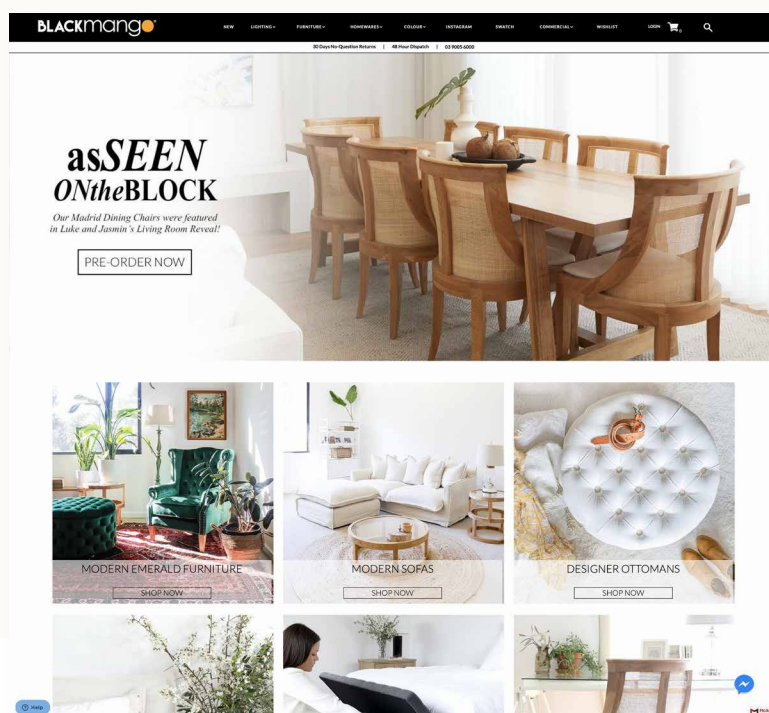 BLACKmango
NEW LIGHTING FURNITURE HOMEWARES COLOUR INSTAGRAM SWATCH COMMERCIAL WISHLIST LOGIN 0
30 Days No-Question Returns | 48 Hour Dispatch | 03 9005 6000
asSEEN
ONtheBLOCK
Our Madrid Dining Chairs were featured
in Luke and Jasmin's Living Room Reveal!
PRE-ORDER NOW
MODERN EMERALD FURNITURE
SHOP NOW
MODERN SOFAS
SHOP NOW
DESIGNER OTTOMANS
SHOP NOW
Help